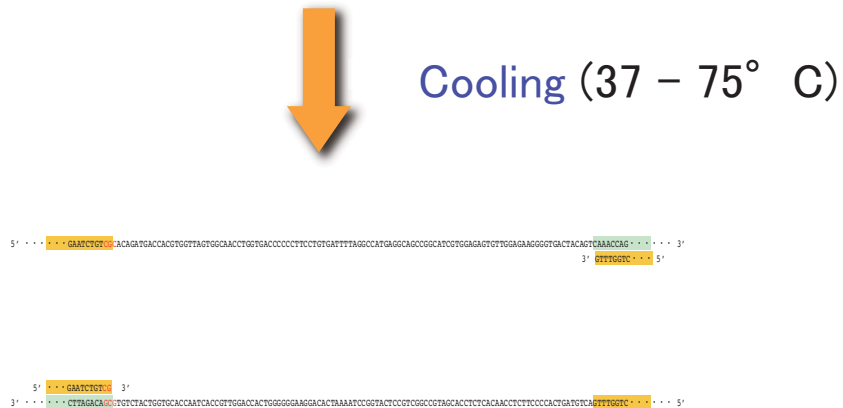 Cooling (37 – 75° C)
5’ ・・・・・・・GAATCTGTCGCACAGATGACCACGTGGTTAGTGGCAACCTGGTGACCCCCCTTCCTGTGATTTTAGGCCATGAGGCAGCCGGCATCGTGGAGAGTGTTGGAGAAGGGGTGACTACAGTCAAACCAG・・・・・・ 3’
3’ GTTTGGTC・・・ 5’
5’ ・・・GAATCTGTCG 3’
3’ ・・・・・・・CTTAGACAGCGTGTCTACTGGTGCACCAATCACCGTTGGACCACTGGGGGGAAGGACACTAAAATCCGGTACTCCGTCGGCCGTAGCACCTCTCACAACCTCTTCCCCACTGATGTCAGTTTGGTC・・・・・・ 5’